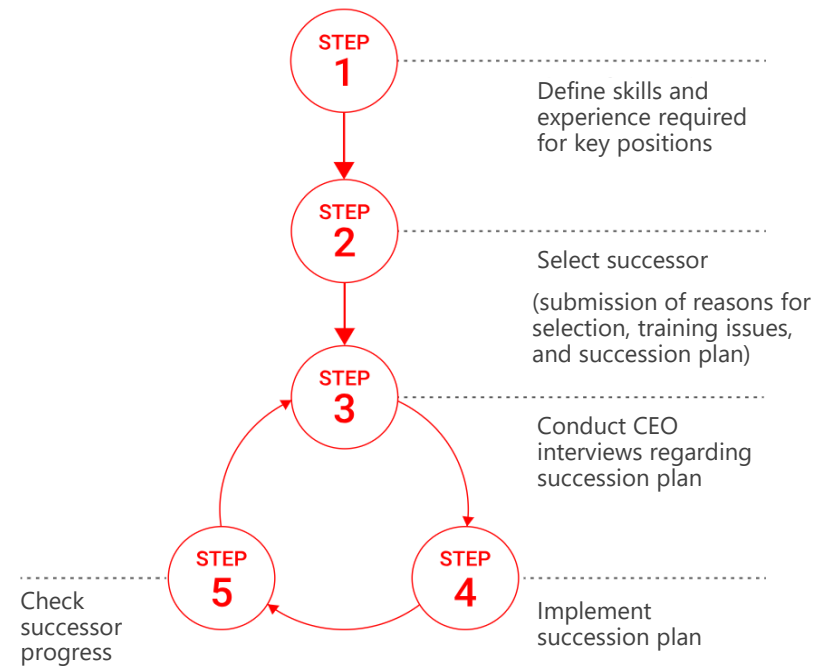 STEP
1
Define skills and
experience required
for key positions
STEP
2
Select successor
(submission of reasons for
selection, training issues,
and succession plan)
STEP
3
Conduct CEO
interviews regarding
succession plan
STEP
4
Implement
succession plan
STEP
5
Check
successor
progress